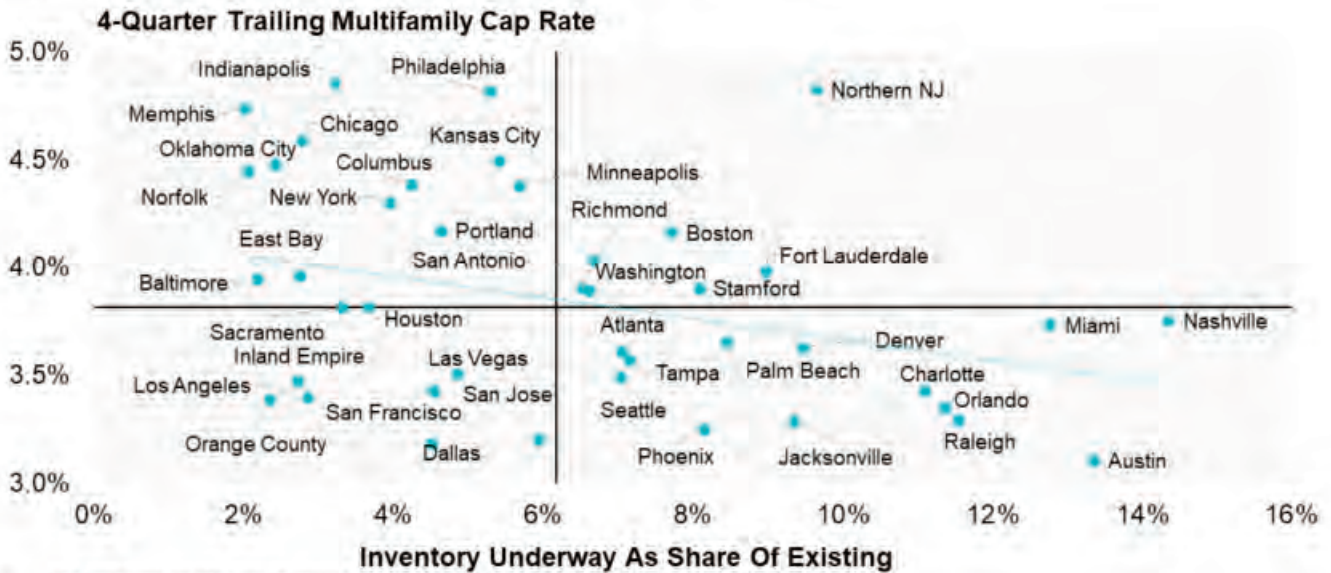 4-Quarter Trailing Multifamily Cap Rate
5.0%
Indianapolis
Philadelphia
Northern NJ
Memphis
Chicago
Kansas City
Oklahoma City
4.5%
Columbus
Minneapolis
Norfolk
New York
Richmond
Portland
Boston
East Bay
San Antonio
Fort Lauderdale
4.0%
Washington
Baltimore
Stamford
Sacramento
Houston
Atlanta
Miami
Nashville
Inland Empire
Las Vegas
Denver
3.5%
Los Angeles
San Jose
Tampa
Palm Beach
Charlotte
San Francisco
Seattle
Orlando
Orange County
Dallas
Phoenix
Jacksonville
Raleigh
Austin
3.0%
0% 2% 4% 6% 8% 10% 12% 14% 16%
Inventory Underway As Share Of Existing